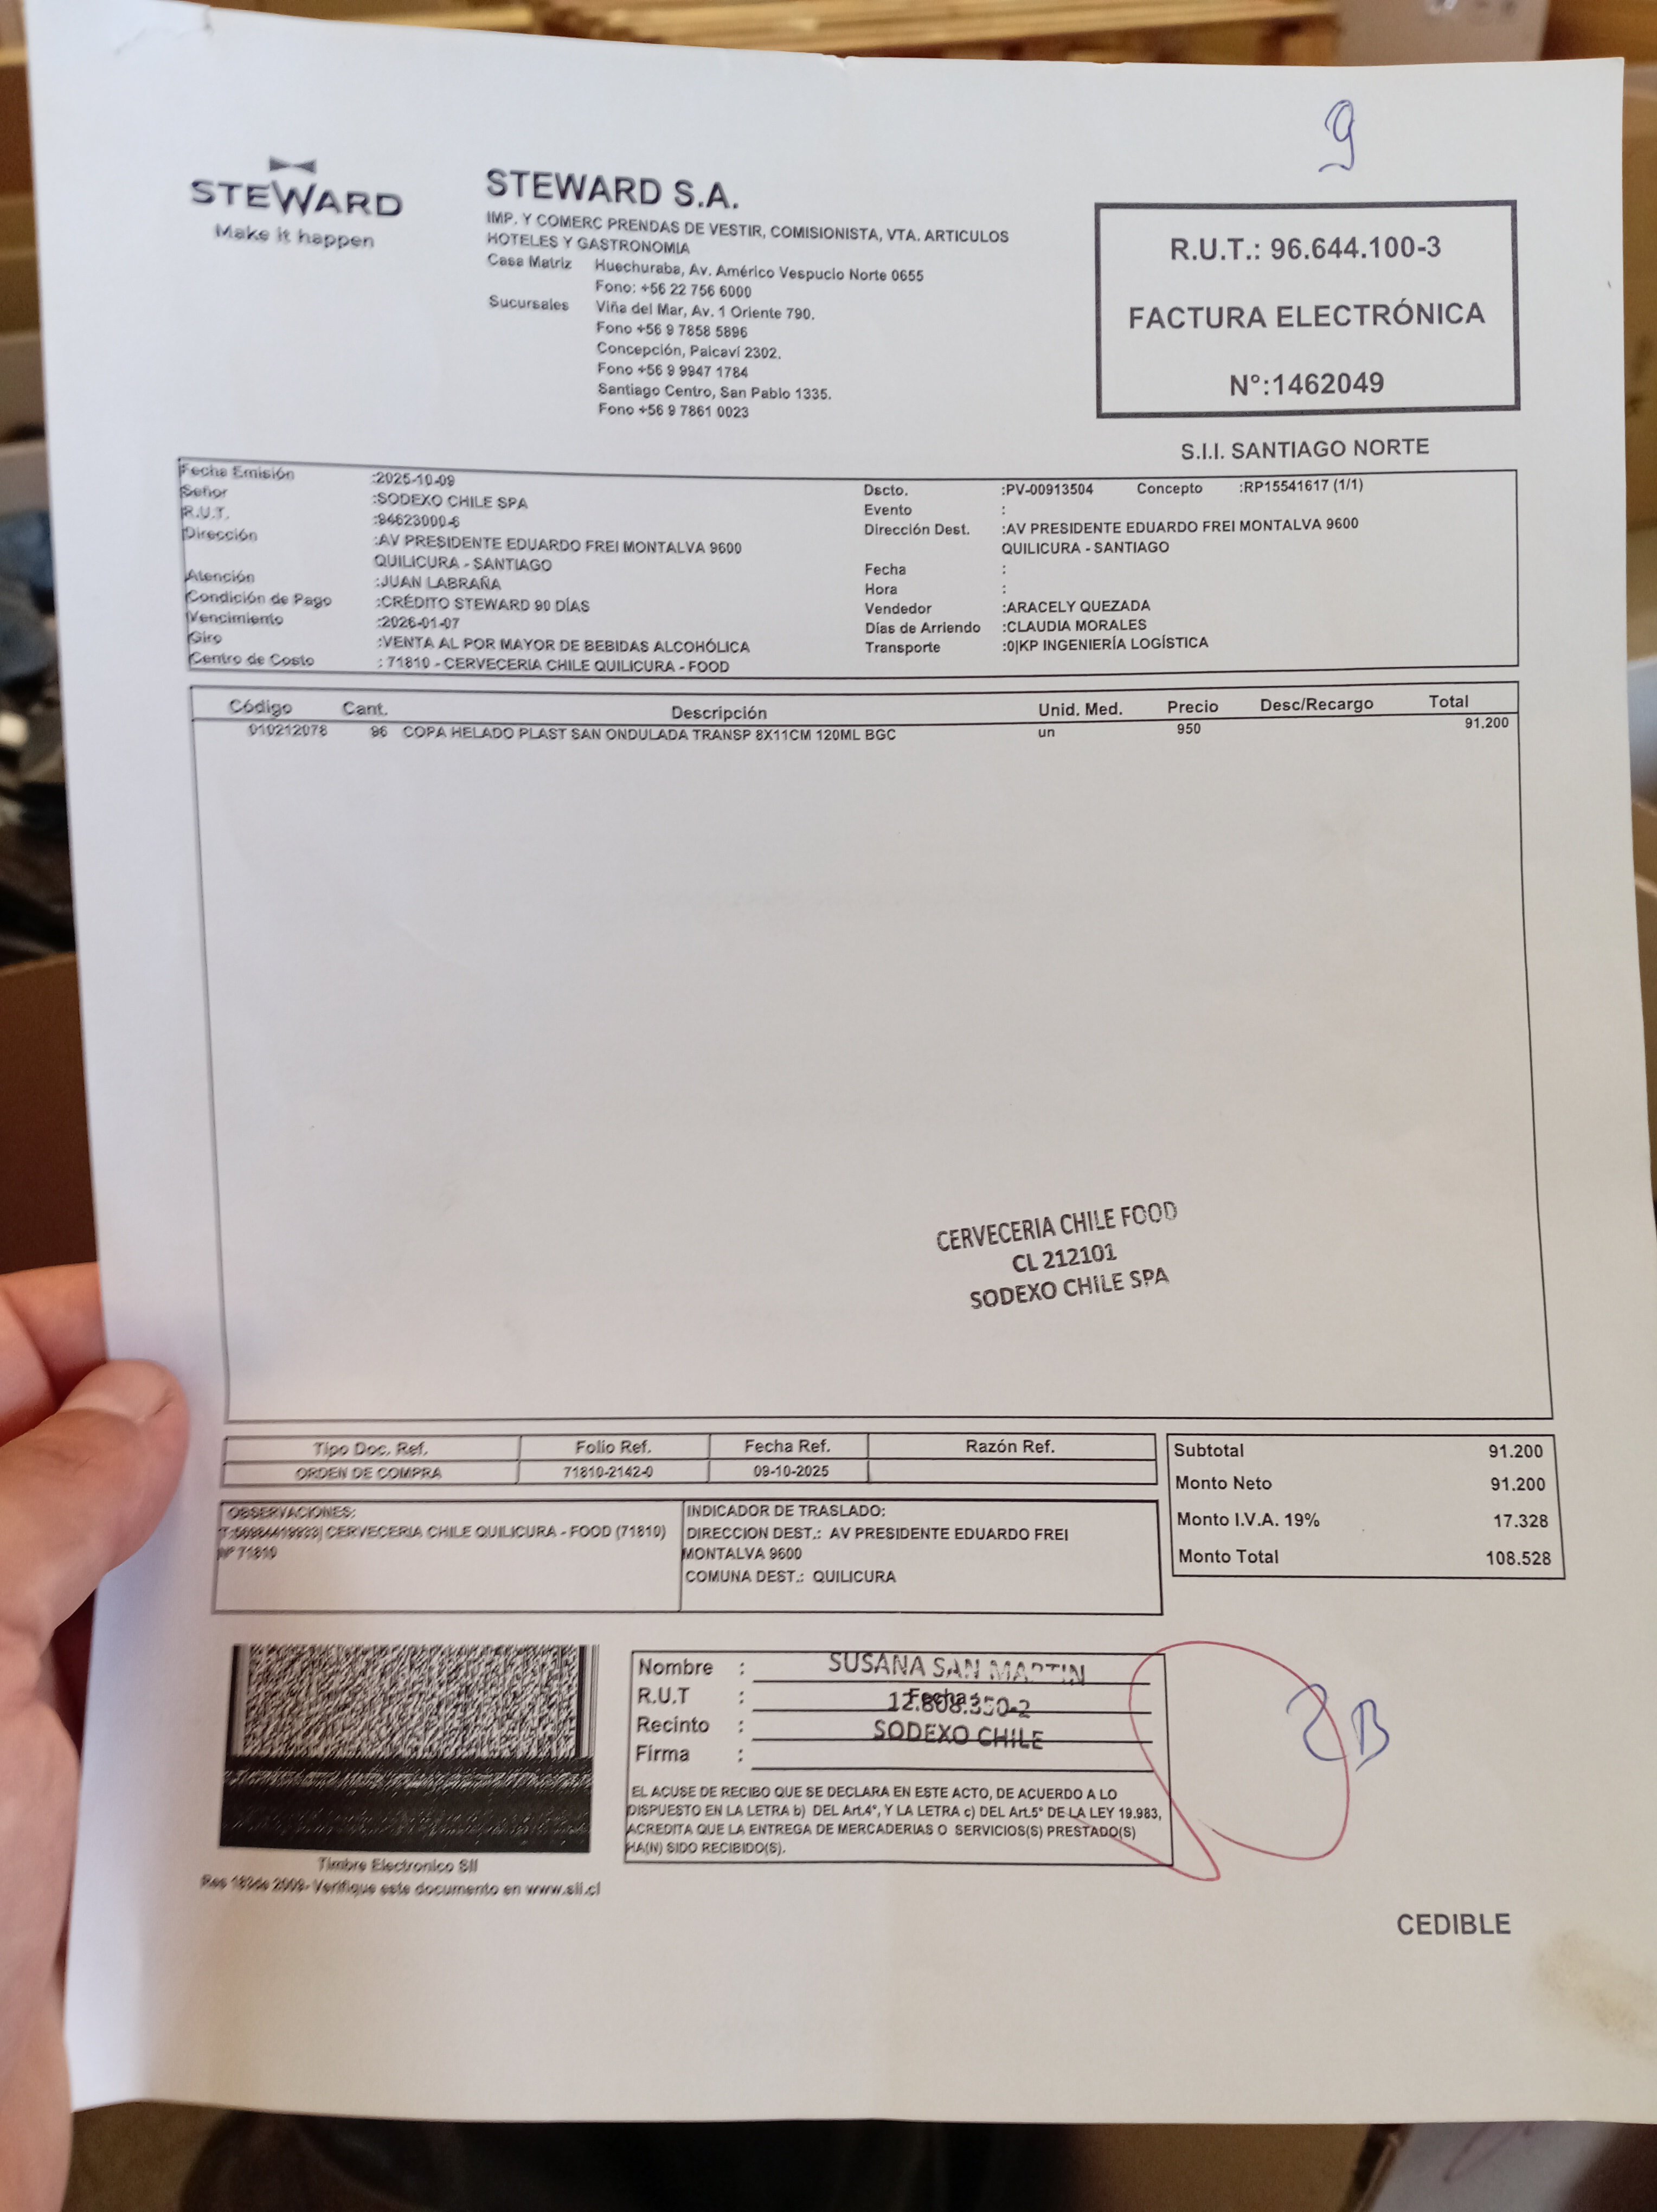 9
STEWARD
Make it happen
STEWARD S.A.
IMP. Y COMERC PRENDAS DE VESTIR, COMISIONISTA, VTA. ARTICULOS
HOTELES Y GASTRONOMIA
Casa Matriz Huechuraba, Av. Américo Vespucio Norte 0655
Fono: +56 22 756 6000
Sucursales Viña del Mar, Av. 1 Oriente 790.
Fono +56 9 7858 5896
Concepción, Paicaví 2302.
Fono +56 9 9947 1784
Santiago Centro, San Pablo 1335.
Fono +56 9 7861 0023
R.U.T.: 96.644.100-3
FACTURA ELECTRÓNICA
N°:1462049
S.I.I. SANTIAGO NORTE
Fecha Emisión :2025-10-09
Señor :SODEXO CHILE SPA
R.U.T. :94623000-6
Dirección :AV PRESIDENTE EDUARDO FREI MONTALVA 9600
QUILICURA - SANTIAGO
Atención :JUAN LABRAÑA
Condición de Pago :CRÉDITO STEWARD 90 DÍAS
Vencimiento :2026-01-07
Giro :VENTA AL POR MAYOR DE BEBIDAS ALCOHÓLICA
Centro de Costo : 71810 - CERVECERIA CHILE QUILICURA - FOOD
Dscto. :PV-00913504 Concepto :RP15541617 (1/1)
Evento :
Dirección Dest. :AV PRESIDENTE EDUARDO FREI MONTALVA 9600
QUILICURA - SANTIAGO
Fecha :
Hora :
Vendedor :ARACELY QUEZADA
Días de Arriendo :CLAUDIA MORALES
Transporte :0|KP INGENIERÍA LOGÍSTICA
Código Cant. Descripción Unid. Med. Precio Desc/Recargo Total
010212078 96 COPA HELADO PLAST SAN ONDULADA TRANSP 8X11CM 120ML BGC un 950 91.200
CERVECERIA CHILE FOOD
CL 212101
SODEXO CHILE SPA
Tipo Doc. Ref. Folio Ref. Fecha Ref. Razón Ref.
ORDEN DE COMPRA 71810-2142-0 09-10-2025
Subtotal 91.200
Monto Neto 91.200
Monto I.V.A. 19% 17.328
Monto Total 108.528
OBSERVACIONES:
CERVECERIA CHILE QUILICURA - FOOD (71810)
Nº 71810
INDICADOR DE TRASLADO:
DIRECCION DEST.: AV PRESIDENTE EDUARDO FREI
MONTALVA 9600
COMUNA DEST.: QUILICURA
Nombre : SUSANA SAN MARTIN
R.U.T : Fecha: 12.808.350-2
Recinto : SODEXO CHILE
Firma :
EL ACUSE DE RECIBO QUE SE DECLARA EN ESTE ACTO, DE ACUERDO A LO
DISPUESTO EN LA LETRA b) DEL Art.4°, Y LA LETRA c) DEL Art.5° DE LA LEY 19.983,
ACREDITA QUE LA ENTREGA DE MERCADERIAS O SERVICIOS(S) PRESTADO(S)
HA(N) SIDO RECIBIDO(S).
2B
Timbre Electronico SII
Res 183de 2009- Verifique este documento en www.sii.cl
CEDIBLE